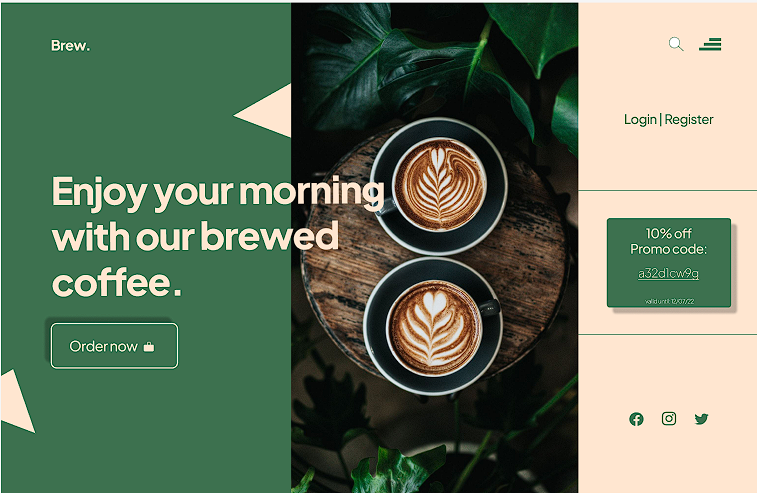 Brew.
Enjoy your morning
with our brewed
coffee.
Order now
Login | Register
10% off
Promo code:
a32d1cw9q
valid until 12/07/22